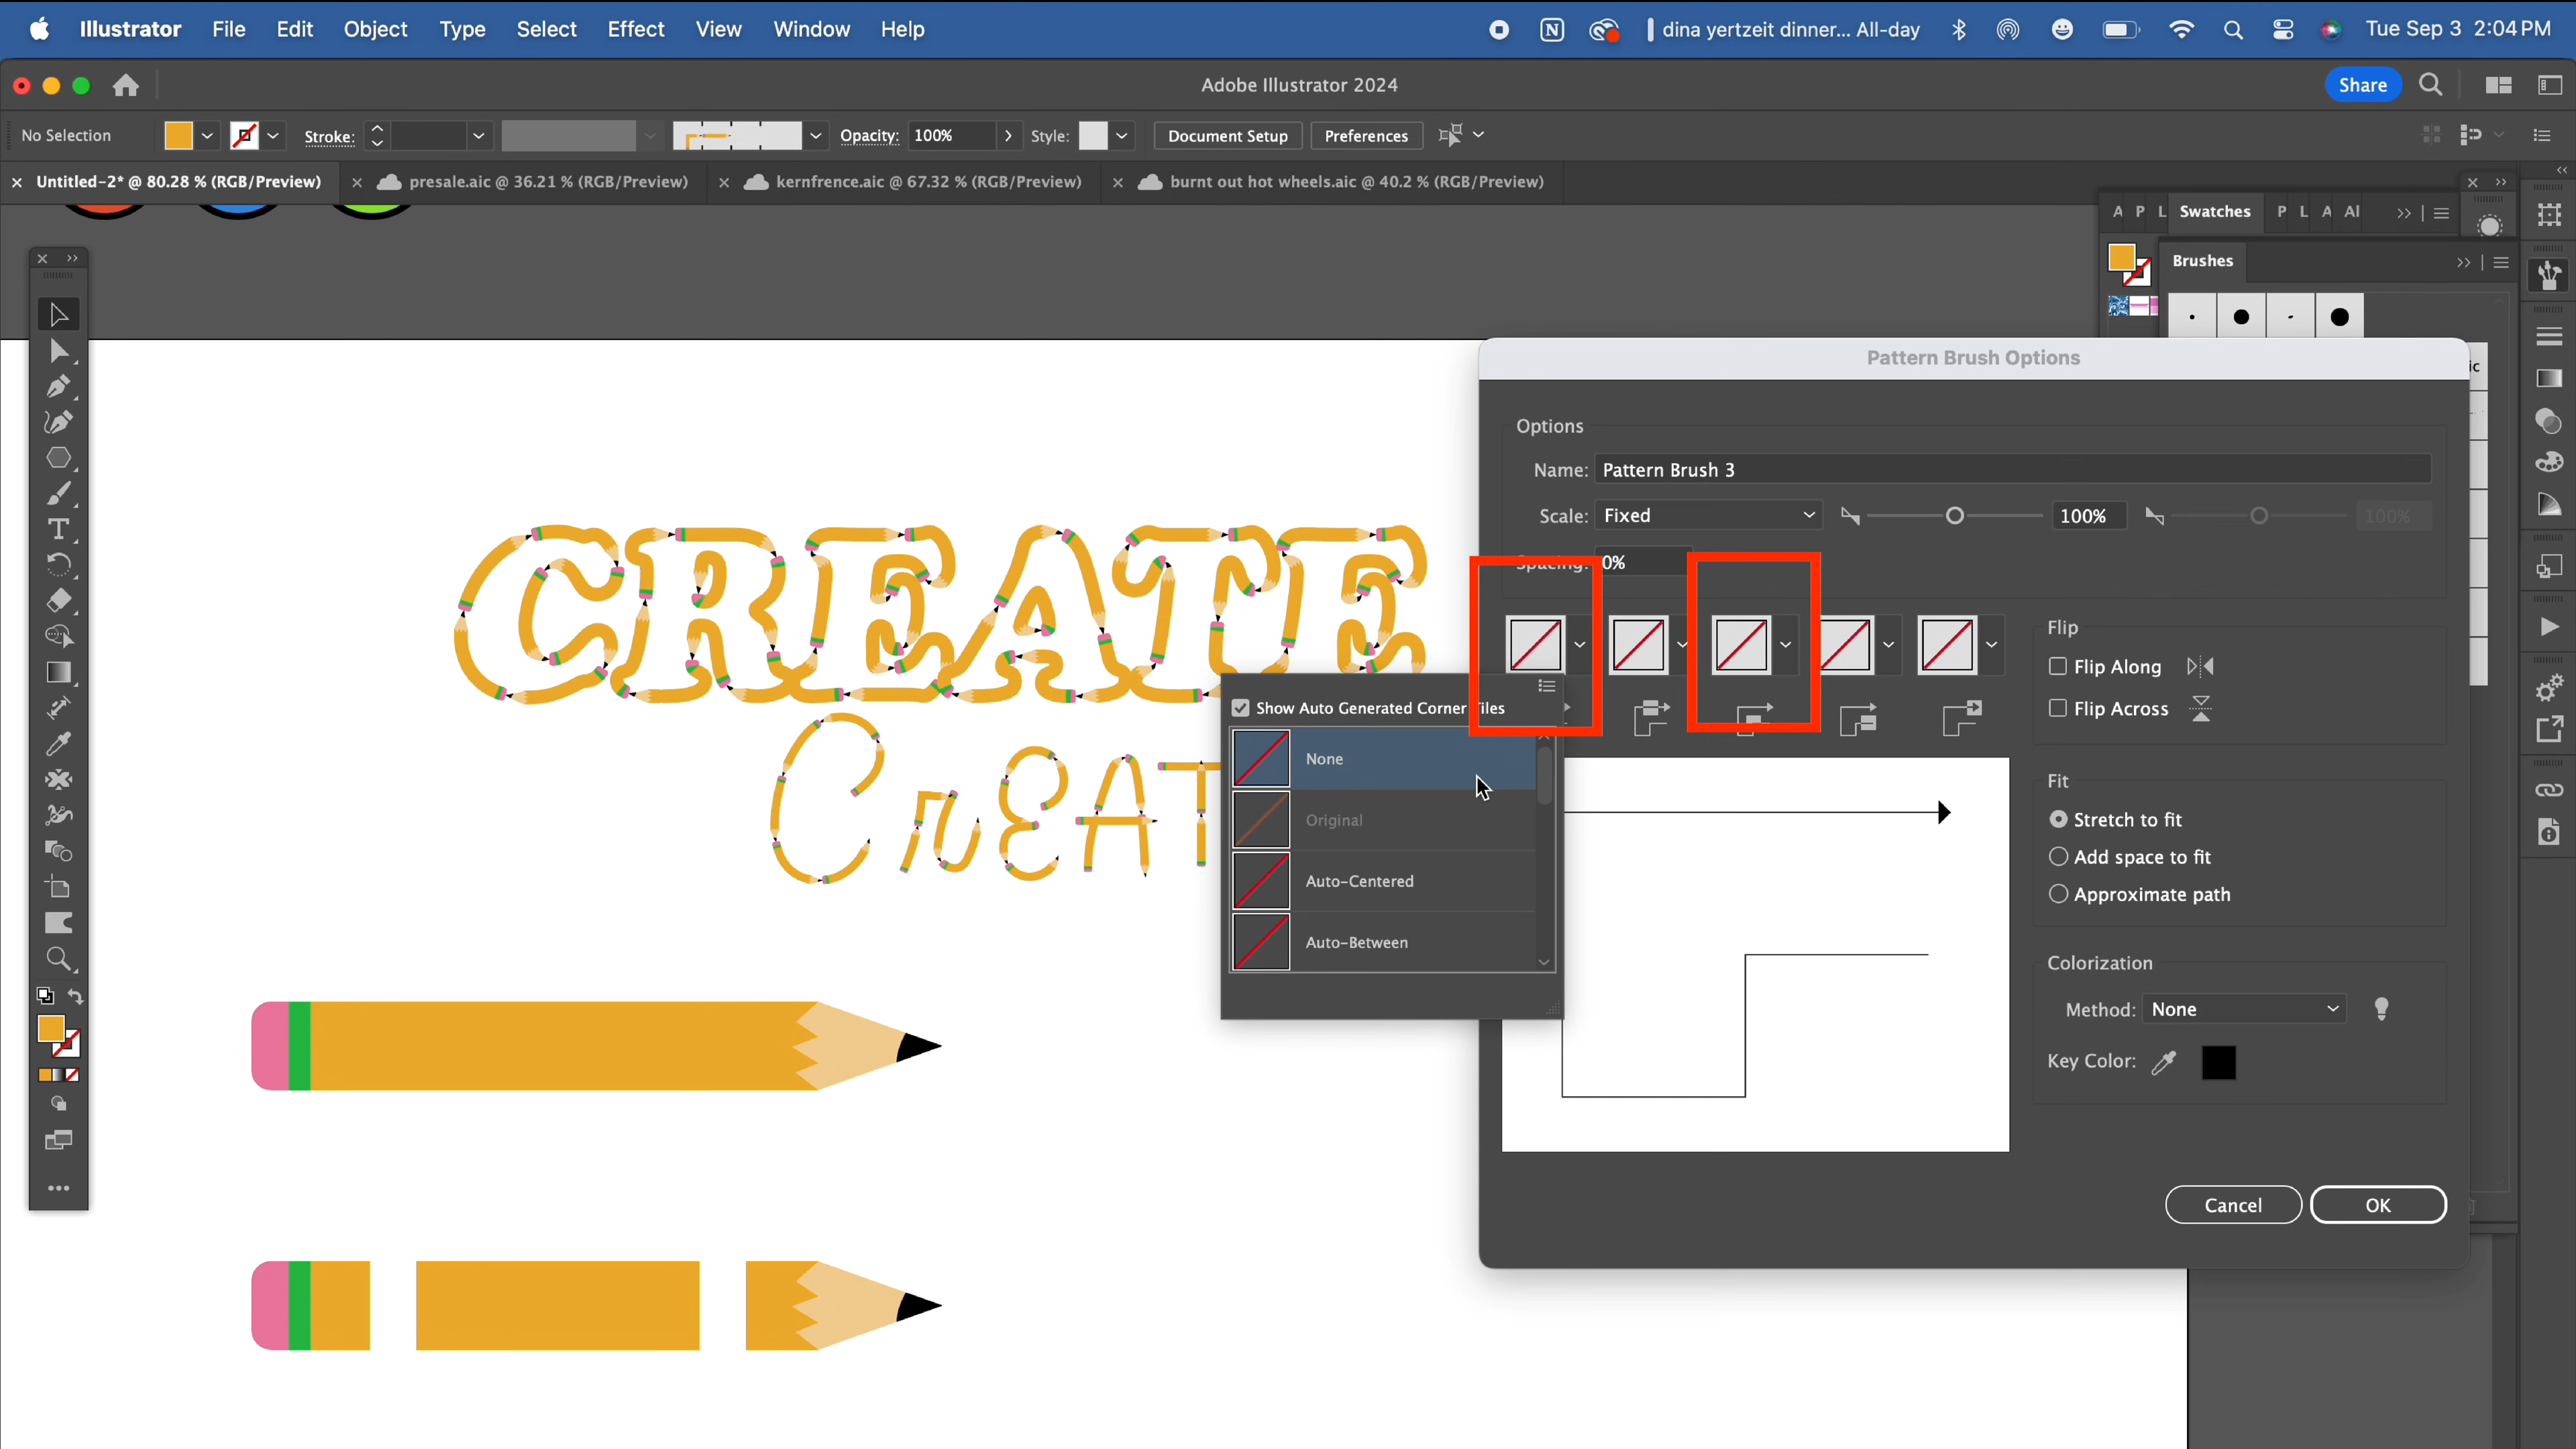 Illustrator File Edit Object Type Select Effect View Window Help dina yertzeit dinner... All-day Tue Sep 3 2:04 PM
Adobe Illustrator 2024 Share
No Selection Stroke: Opacity: 100% Style: Document Setup Preferences
Untitled-2* @ 80.28 % (RGB/Preview) presale.aic @ 36.21 % (RGB/Preview) kernfrence.aic @ 67.32 % (RGB/Preview) burnt out hot wheels.aic @ 40.2 % (RGB/Preview)
A P L Swatches P L A Al
Brushes
Pattern Brush Options
ic
Options
Name: Pattern Brush 3
Scale: Fixed 100% 100%
Spacing: 0%
CREATE
CrEAT
Show Auto Generated Corner Tiles
None
Original
Auto-Centered
Auto-Between
Flip
Flip Along
Flip Across
Fit
Stretch to fit
Add space to fit
Approximate path
Colorization
Method: None
Key Color:
Cancel OK